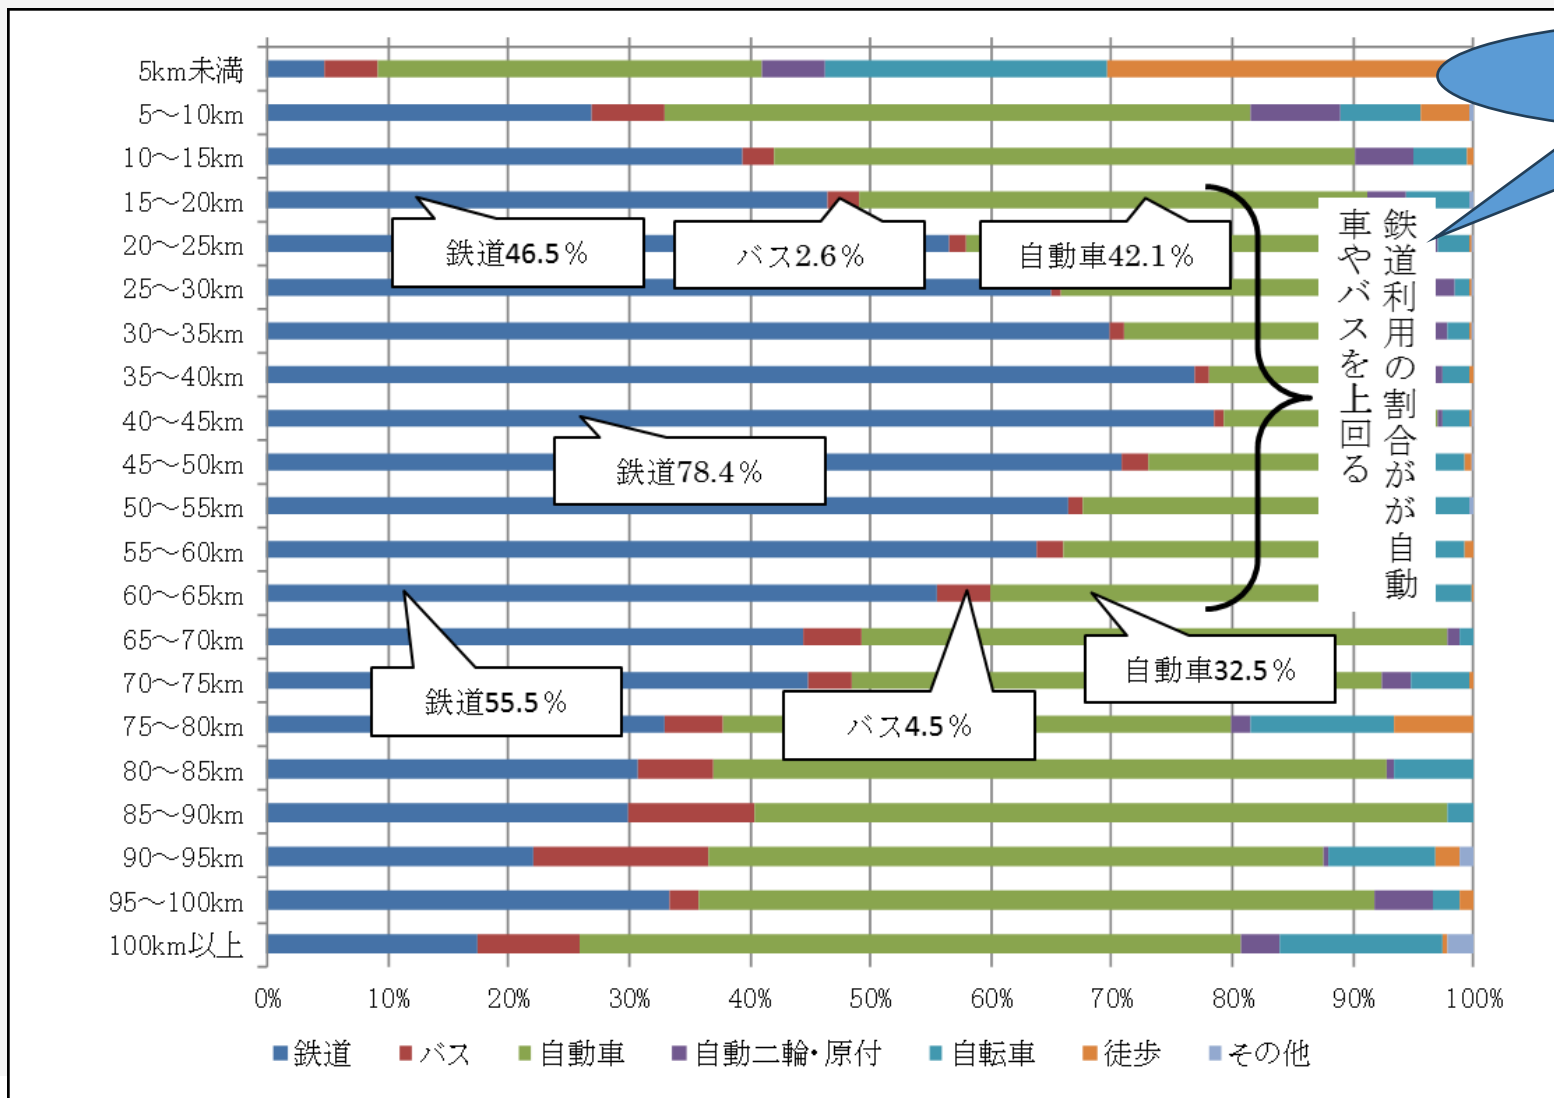 5km未満
5～10km
10～15km
15～20km
20～25km
25～30km
30～35km
35～40km
40～45km
45～50km
50～55km
55～60km
60～65km
65～70km
70～75km
75～80km
80～85km
85～90km
90～95km
95～100km
100km以上
鉄道46.5％
バス2.6％
自動車42.1％
鉄道78.4％
鉄道55.5％
バス4.5％
自動車32.5％
鉄道利用の割合がが自動
車やバスを上回る
0% 10% 20% 30% 40% 50% 60% 70% 80% 90% 100%
鉄道 バス 自動車 自動二輪・原付 自転車 徒歩 その他